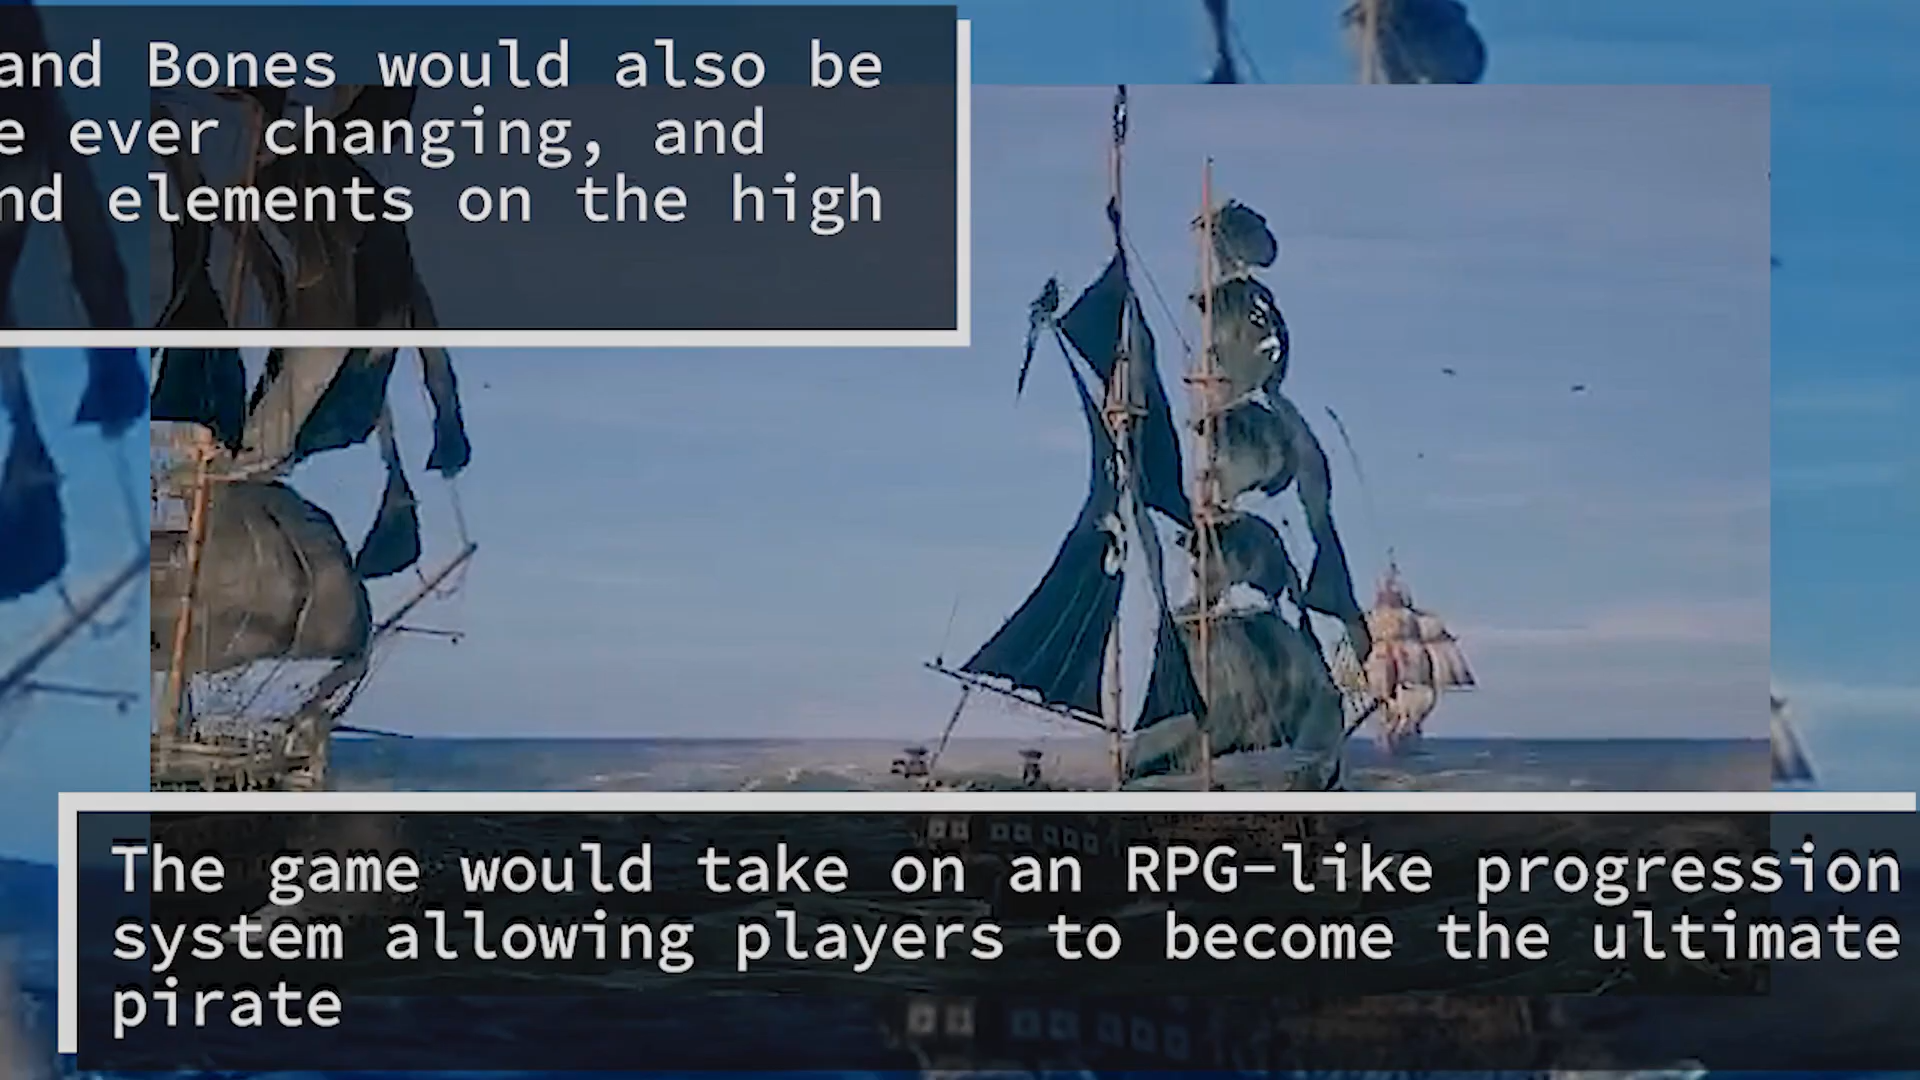 and Bones would also be
ever changing, and
elements on the high
The game would take on an RPG-like progression
system allowing players to become the ultimate
pirate